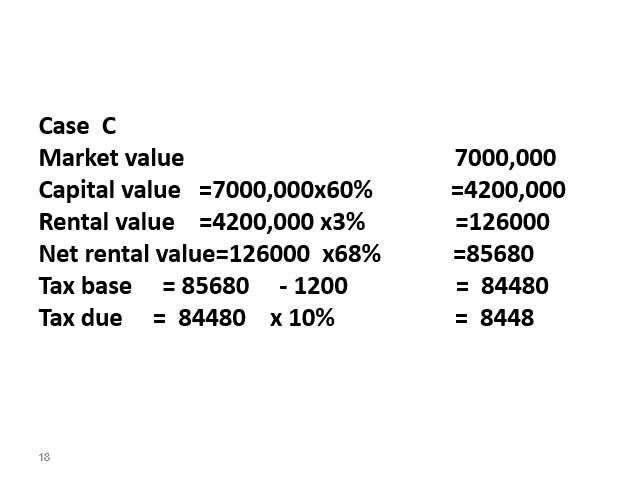 Case C
Market value 7000,000
Capital value =7000,000x60% =4200,000
Rental value =4200,000 x3% =126000
Net rental value=126000 x68% =85680
Tax base = 85680 - 1200 = 84480
Tax due = 84480 x 10% = 8448
18